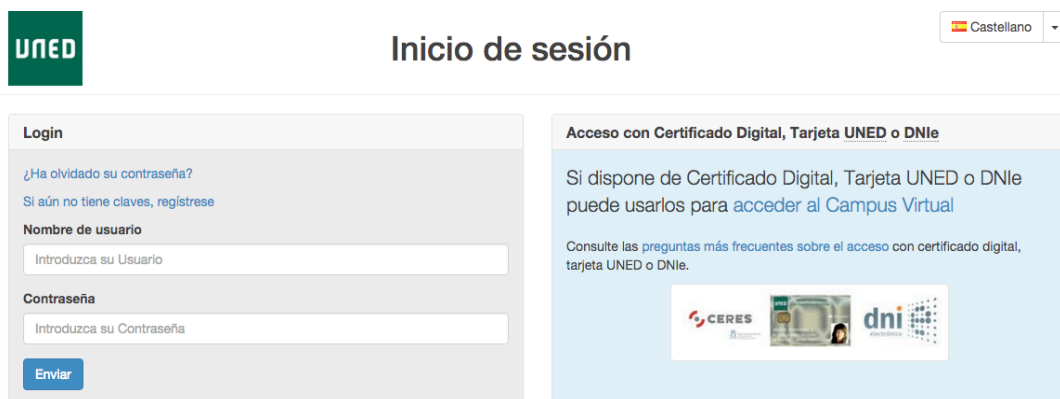 UNED
Inicio de sesión
Castellano
Login
¿Ha olvidado su contraseña?
Si aún no tiene claves, regístrese
Nombre de usuario
Introduzca su Usuario
Contraseña
Introduzca su Contraseña
Enviar
Acceso con Certificado Digital, Tarjeta UNED o DNIe
Si dispone de Certificado Digital, Tarjeta UNED o DNIe
puede usarlos para acceder al Campus Virtual
Consulte las preguntas más frecuentes sobre el acceso con certificado digital,
tarjeta UNED o DNIe.
CERES
UNED
dni
electrónico